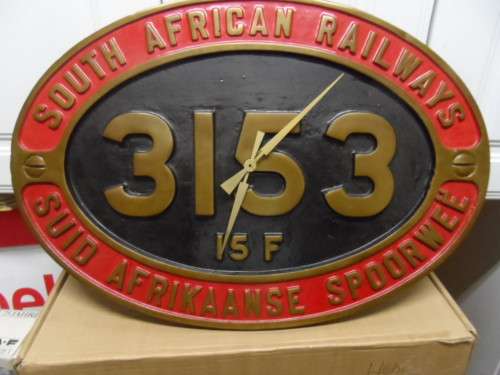 SOUTH AFRICAN RAILWAYS
3153
15 F
SUID AFRIKAANSE SPOORWEË